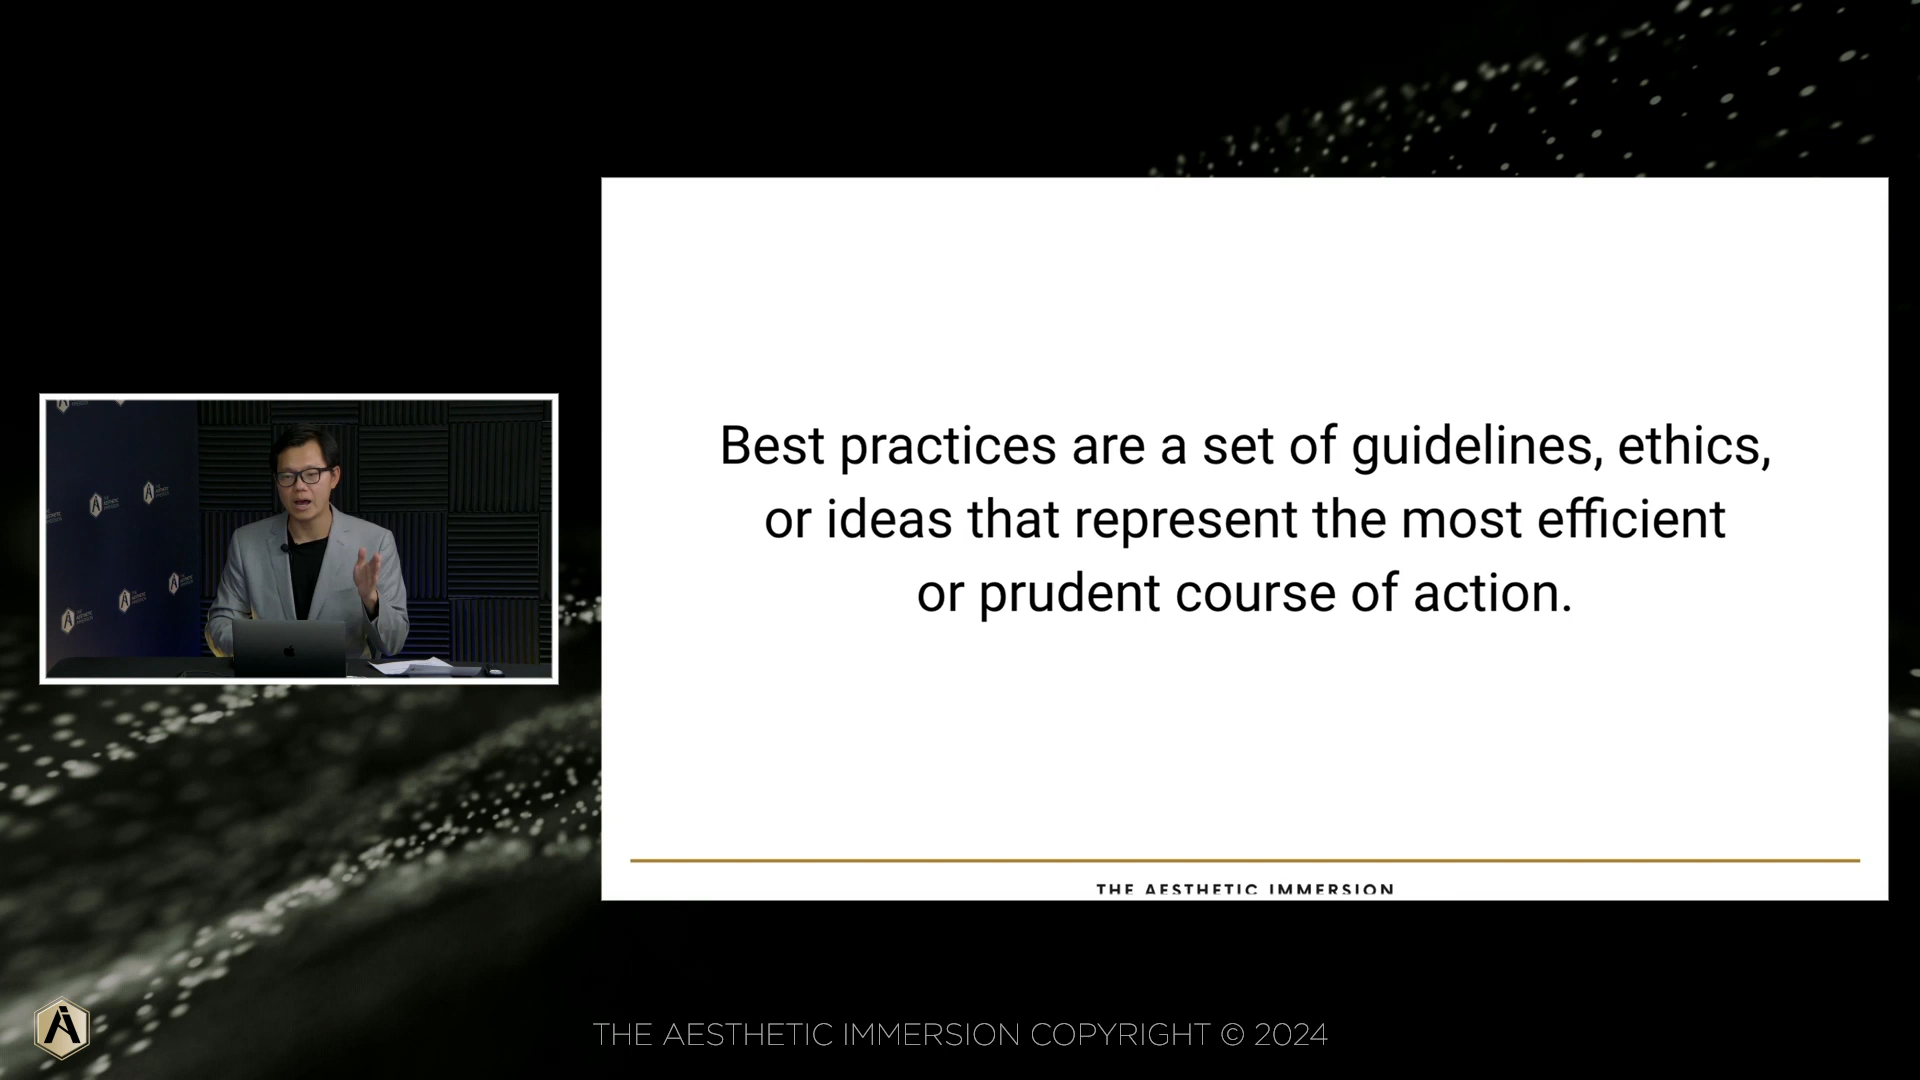 Best practices are a set of guidelines, ethics,
or ideas that represent the most efficient
or prudent course of action.
THE AESTHETIC IMMERSION
THE AESTHETIC IMMERSION COPYRIGHT © 2024